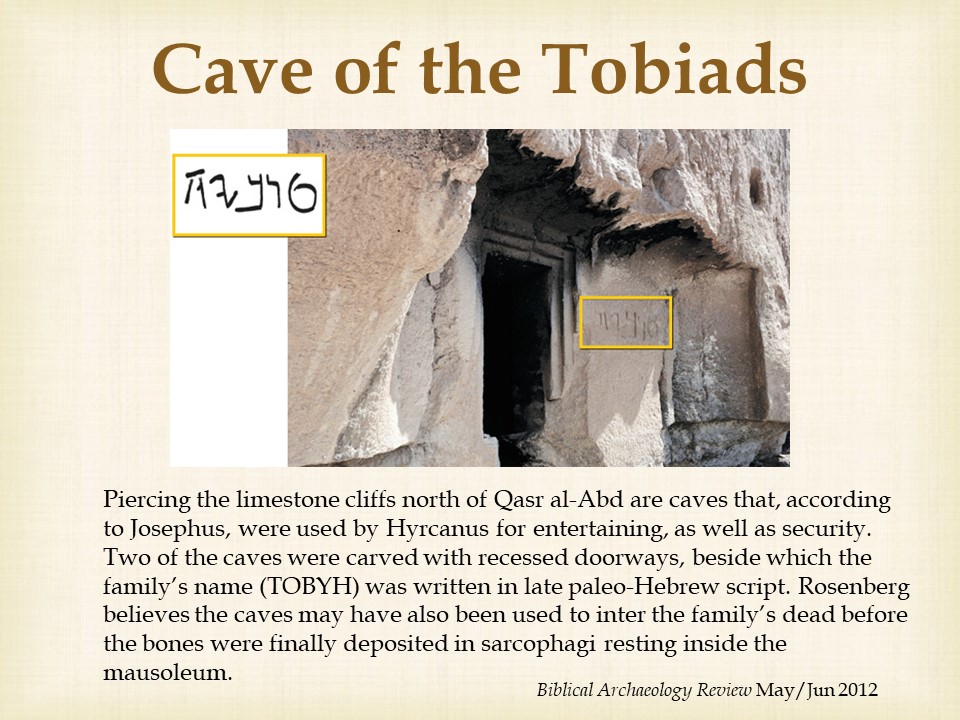 Cave of the Tobiads
טוביה
טוביה
Piercing the limestone cliffs north of Qasr al-Abd are caves that, according
to Josephus, were used by Hyrcanus for entertaining, as well as security.
Two of the caves were carved with recessed doorways, beside which the
family’s name (TOBYH) was written in late paleo-Hebrew script. Rosenberg
believes the caves may have also been used to inter the family’s dead before
the bones were finally deposited in sarcophagi resting inside the
mausoleum.
Biblical Archaeology Review May/Jun 2012